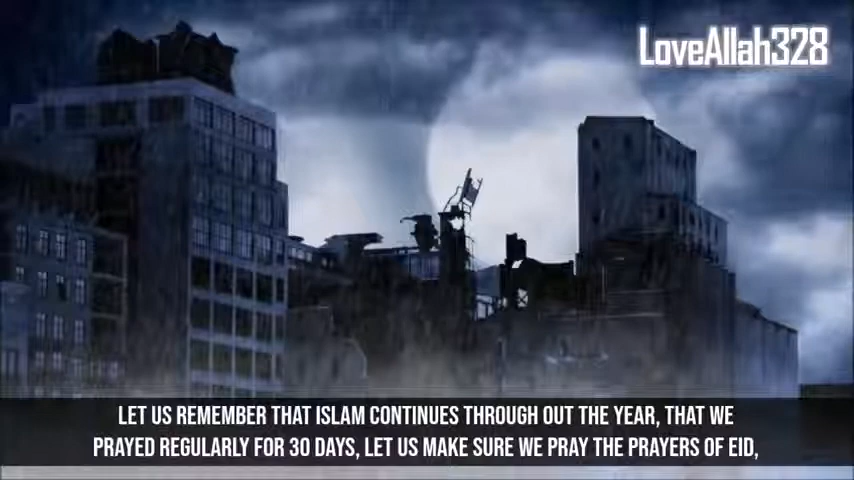 LoveAllah328
LET US REMEMBER THAT ISLAM CONTINUES THROUGH OUT THE YEAR, THAT WE
PRAYED REGULARLY FOR 30 DAYS, LET US MAKE SURE WE PRAY THE PRAYERS OF EID,